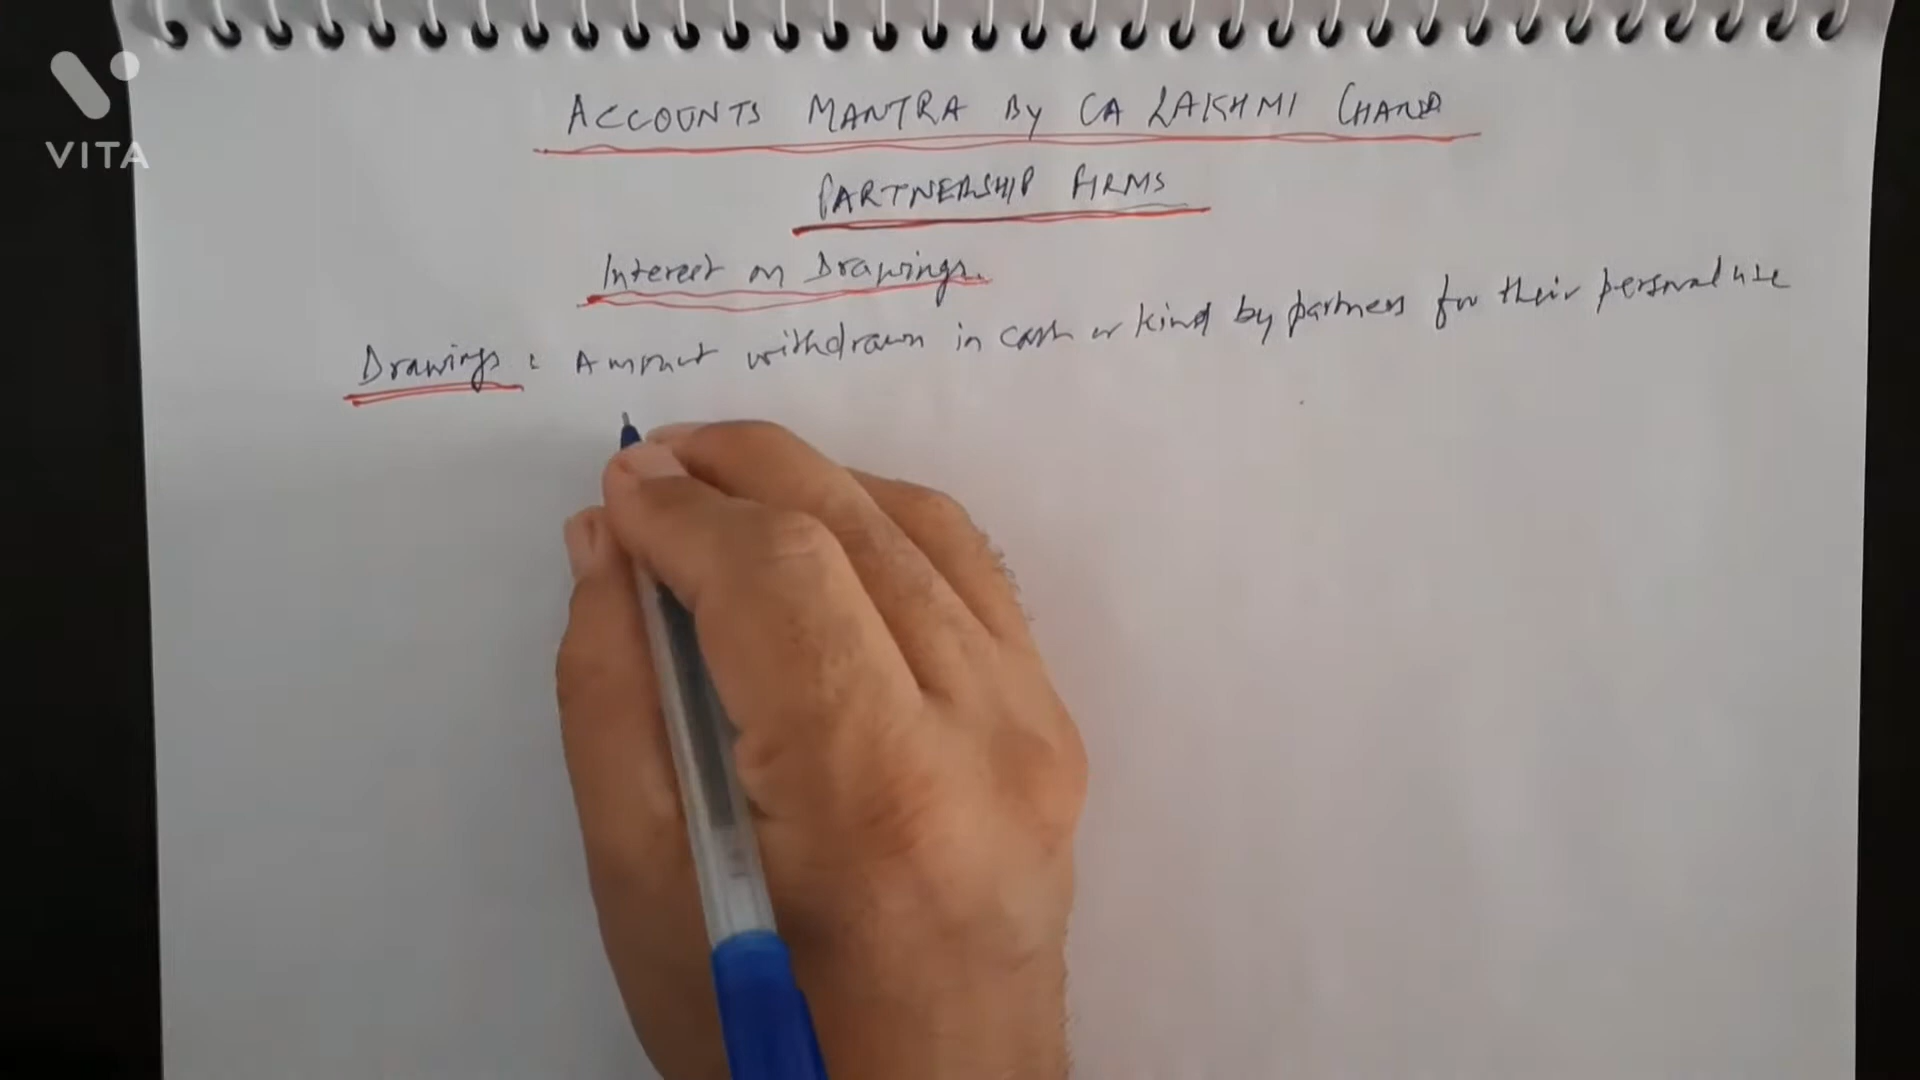 VITA
ACCOUNTS MANTRA By CA LAKHMI CHAND
PARTNERSHIP FIRMS
Interest on Drawings.
Drawings : Amount withdrawn in cash or kind by partners for their personal use